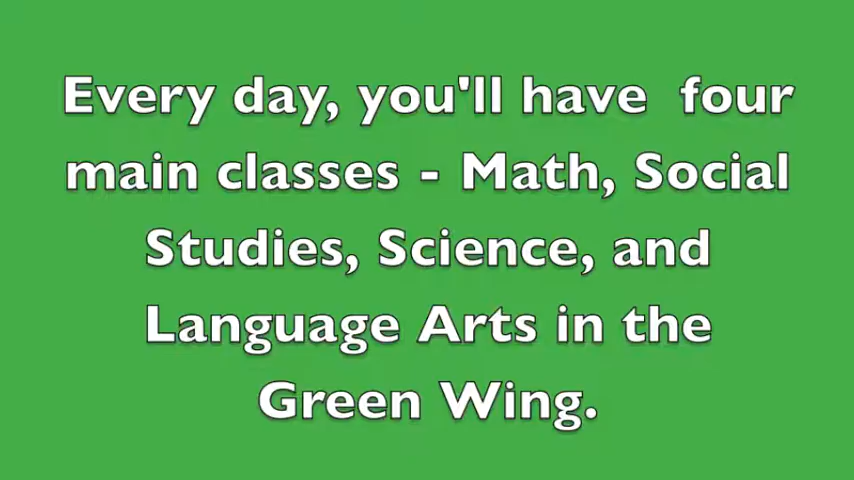 Every day, you'll have  four
main classes - Math, Social
Studies, Science, and
Language Arts in the
Green Wing.